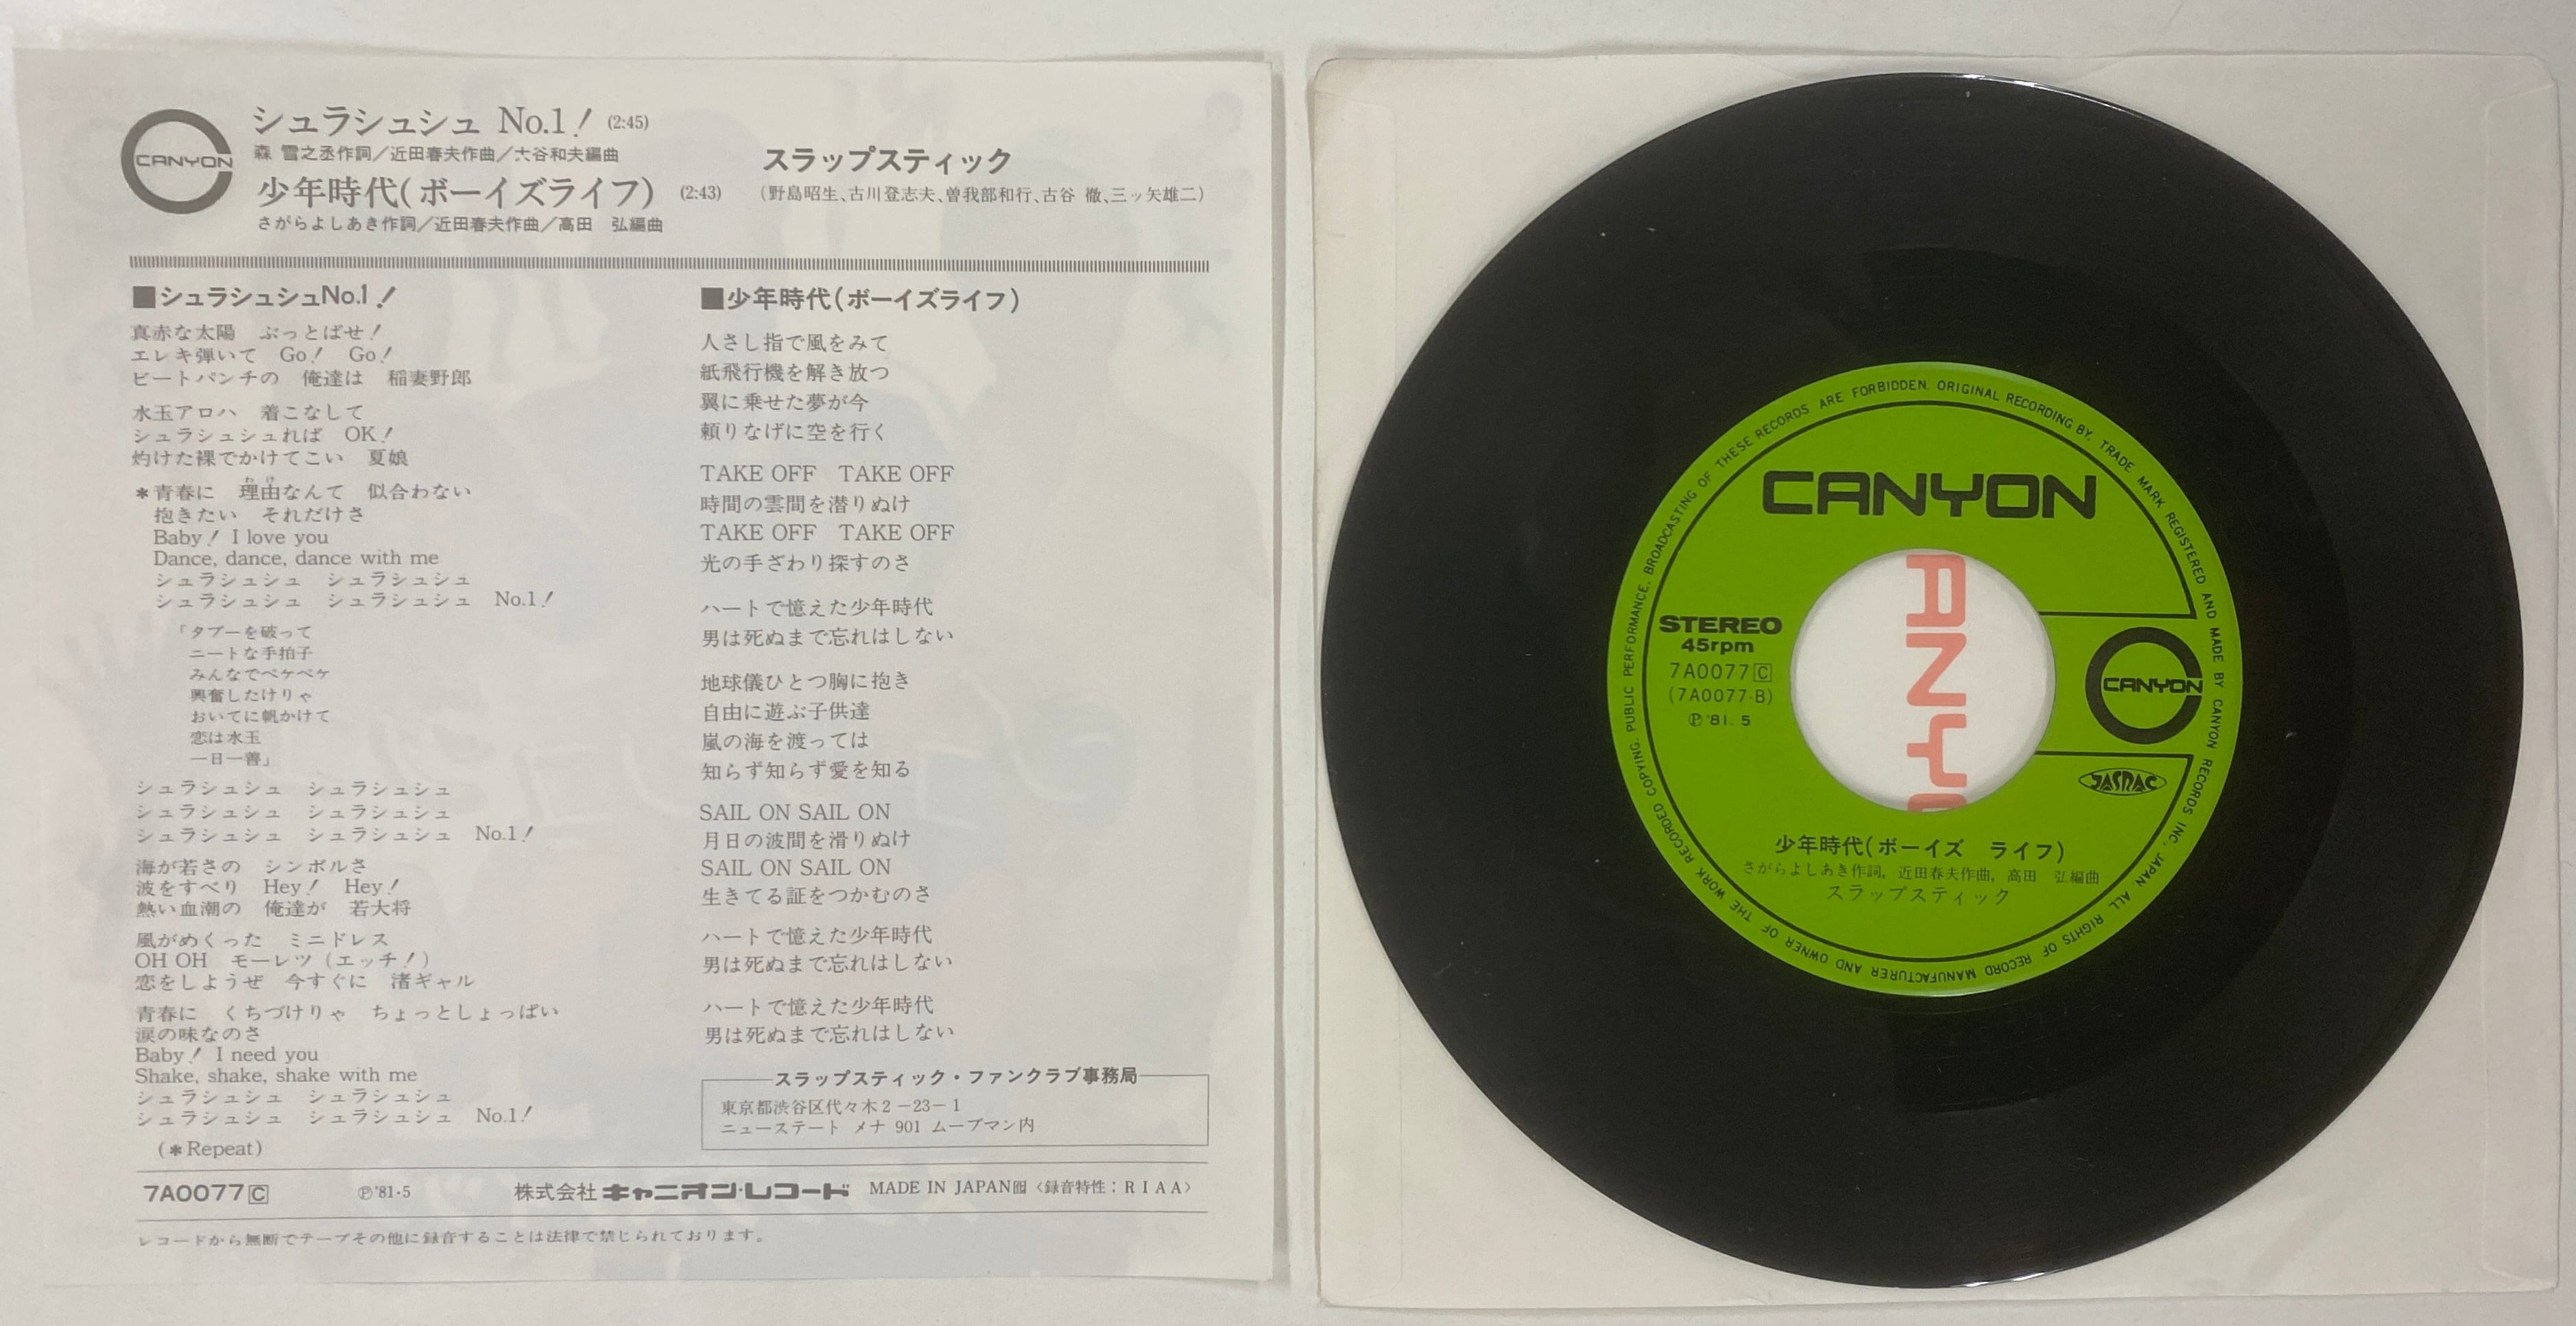 CANYON
シュラシュシュ No.1! (2:45)
森 雪之丞作詞/近田春夫作曲/大谷和夫編曲
少年時代(ボーイズライフ) (2:43)
さがらよしあき作詞/近田春夫作曲/高田 弘編曲
スラップスティック
(野島昭生、古川登志夫、曽我部和行、古谷 徹、三ッ矢雄二)
■シュラシュシュNo.1!
真赤な太陽 ぶっとばせ!
エレキ弾いて Go! Go!
ビートパンチの 俺達は 稲妻野郎
水玉アロハ 着こなして
シュラシュシュれば OK!
灼けた裸でかけてこい 夏娘
*青春に 理由なんて 似合わない
わけ
抱きたい それだけさ
Baby! I love you
Dance, dance, dance with me
シュラシュシュ シュラシュシュ
シュラシュシュ シュラシュシュ No.1!
「タブーを破って
ニートな手拍子
みんなでペケペケ
興奮したけりゃ
おいてに帆かけて
恋は水玉
一日一善」
シュラシュシュ シュラシュシュ
シュラシュシュ シュラシュシュ
シュラシュシュ シュラシュシュ No.1!
海が若さの シンボルさ
波をすべり Hey! Hey!
熱い血潮の 俺達が 若大将
風がめくった ミニドレス
OH OH モーレツ(エッチ!)
恋をしようぜ 今すぐに 渚ギャル
青春に くちづけりゃ ちょっとしょっぱい
涙の味なのさ
Baby! I need you
Shake, shake, shake with me
シュラシュシュ シュラシュシュ
シュラシュシュ シュラシュシュ No.1!
(*Repeat)
■少年時代(ボーイズライフ)
人さし指で風をみて
紙飛行機を解き放つ
翼に乗せた夢が今
頼りなげに空を行く
TAKE OFF TAKE OFF
時間の雲間を潜りぬけ
TAKE OFF TAKE OFF
光の手ざわり探すのさ
ハートで憶えた少年時代
男は死ぬまで忘れはしない
地球儀ひとつ胸に抱き
自由に遊ぶ子供達
嵐の海を渡っては
知らず知らず愛を知る
SAIL ON SAIL ON
月日の波間を滑りぬけ
SAIL ON SAIL ON
生きてる証をつかむのさ
ハートで憶えた少年時代
男は死ぬまで忘れはしない
ハートで憶えた少年時代
男は死ぬまで忘れはしない
スラップスティック・ファンクラブ事務局
東京都渋谷区代々木2-23-1
ニューステート メナ 901 ムーブマン内
7A0077C ℗'81・5 株式会社キャニオン・レコード MADE IN JAPAN <録音特性:RIAA>
レコードから無断でテープその他に録音することは法律で禁じられております。
CANYON
STEREO
45rpm
7A0077C
(7A0077-B)
℗'81. 5
ANYO
CANYON
JASRAC
少年時代(ボーイズ ライフ)
さがらよしあき作詞, 近田春夫作曲, 高田 弘編曲
スラップスティック
ORIGINAL RECORDING BY. TRADE MARK REGISTERED AND MADE BY CANYON RECORDS INC. JAPAN ALL RIGHTS OF RECORD MANUFACTURER AND OWNER OF THE WORK RECORDED COPYING. PUBLIC PERFORMANCE. BROADCASTING OF THESE RECORDS ARE FORBIDDEN.